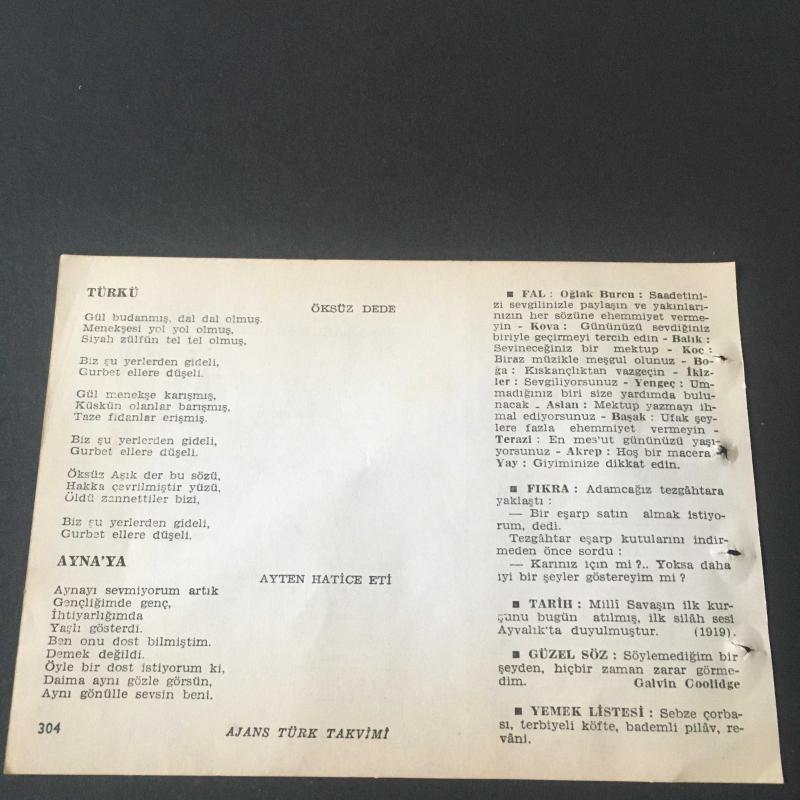 TÜRKÜ
ÖKSÜZ DEDE
Gül budanmış, dal dal olmuş.
Menekşesi yol yol olmuş,
Siyah zülfün tel tel olmuş,
Biz şu yerlerden gideli,
Gurbet ellere düşeli.
Gül menekşe karışmış,
Küskün olanlar barışmış,
Taze fidanlar erişmiş.
Biz şu yerlerden gideli,
Gurbet ellere düşeli.
Öksüz Aşık der bu sözü,
Hakka çevrilmiştir yüzü,
Öldü zannettiler bizi,
Biz şu yerlerden gideli,
Gurbet ellere düşeli.
AYNA'YA
AYTEN HATİCE ETİ
Aynayı sevmiyorum artık
Gençliğimde genç,
İhtiyarlığımda
Yaşlı gösterdi.
Ben onu dost bilmiştim.
Demek değildi.
Öyle bir dost istiyorum ki,
Daima aynı gözle görsün,
Aynı gönülle sevsin beni.
304
AJANS TÜRK TAKVİMİ
■ FAL : Oğlak Burcu : Saadetini-
zi sevgilinizle paylaşın ve yakınları-
nızın her sözüne ehemmiyet verme-
yin - Kova : Gününüzü sevdiğiniz
biriyle geçirmeyi tercih edin - Balık :
Sevineceğiniz bir mektup - Koç :
Biraz müzikle meşgul olunuz - Bo-
ğa : Kıskançlıktan vazgeçin - İkiz-
ler : Sevgiliyorsunuz - Yengeç : Um-
madığınız biri size yardımda bulu-
nacak - Aslan : Mektup yazmayı ih-
mal ediyorsunuz - Başak : Ufak şey-
lere fazla ehemmiyet vermeyin -
Terazi : En mes'ut gününüzü yaşı-
yorsunuz - Akrep : Hoş bir macera -
Yay : Giyiminize dikkat edin.
■ FIKRA : Adamcağız tezgâhtara
yaklaştı :
— Bir eşarp satın almak istiyo-
rum, dedi.
Tezgâhtar eşarp kutularını indir-
meden önce sordu :
— Karınız için mi ?.. Yoksa daha
iyi bir şeyler göstereyim mi ?
■ TARİH : Millî Savaşın ilk kur-
şunu bugün atılmış, ilk silâh sesi
Ayvalık'ta duyulmuştur. (1919).
■ GÜZEL SÖZ : Söylemediğim bir
şeyden, hiçbir zaman zarar görme-
dim. Galvin Coolidge
■ YEMEK LİSTESİ : Sebze çorba-
sı, terbiyeli köfte, bademli pilâv, re-
vâni.